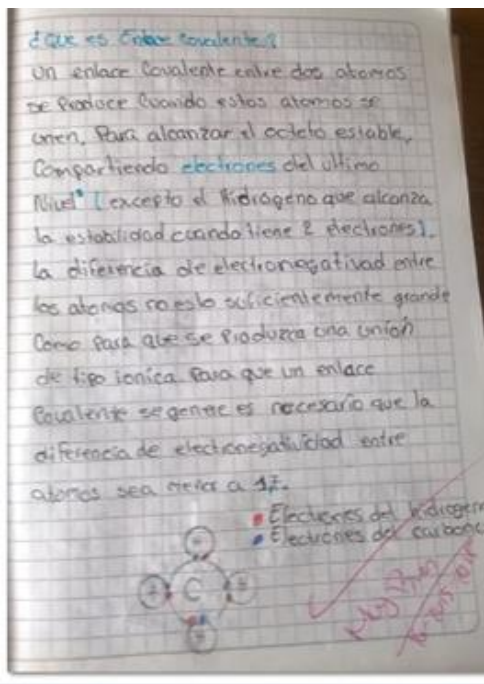 ¿Que es Enlace Covalente?
Un enlace Covalente entre dos atomos
se Produce Cuando estos atomos se
unen, Para alcanzar el octeto estable,
Compartiendo electrones del ultimo
Nivel (excepto el Hidrogeno que alcanza
la estabilidad cuando tiene 2 electrones).
La diferencia de electronegativad entre
los atomos no es lo suficientemente grande
Como para que se Produzca una unión
de tipo ionica Para que un enlace
Covalente se genere es necesario que la
diferencia de electronegatividad entre
atomos sea menor a
Electrones del hidrogeno
Electrones del carbono
C